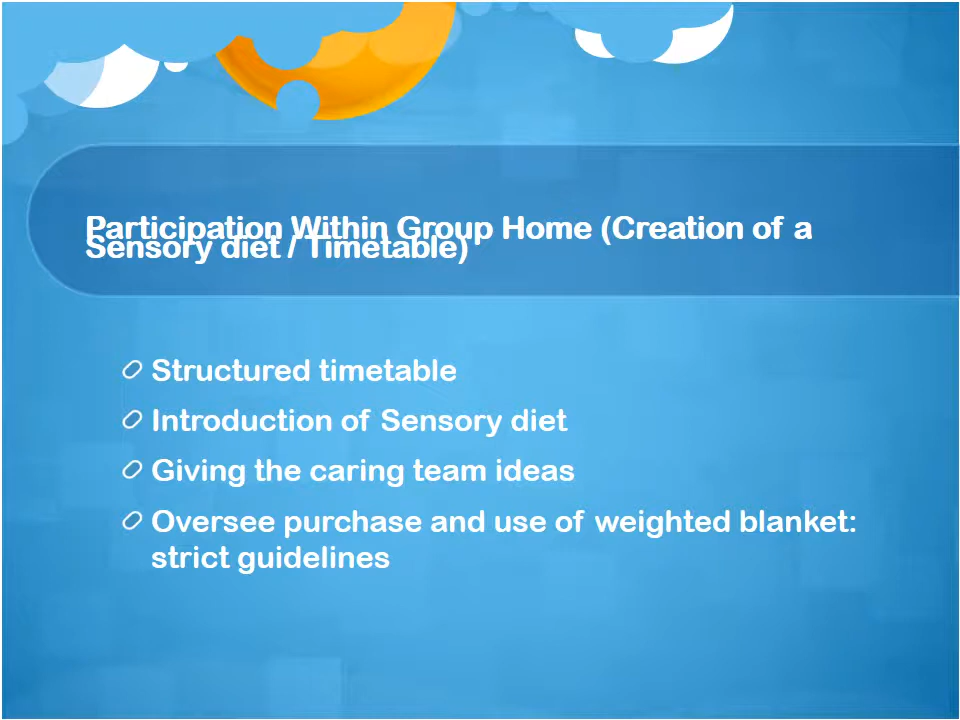 Participation Within Group Home (Creation of a
Sensory diet / Timetable)
Structured timetable
Introduction of Sensory diet
Giving the caring team ideas
Oversee purchase and use of weighted blanket:
strict guidelines